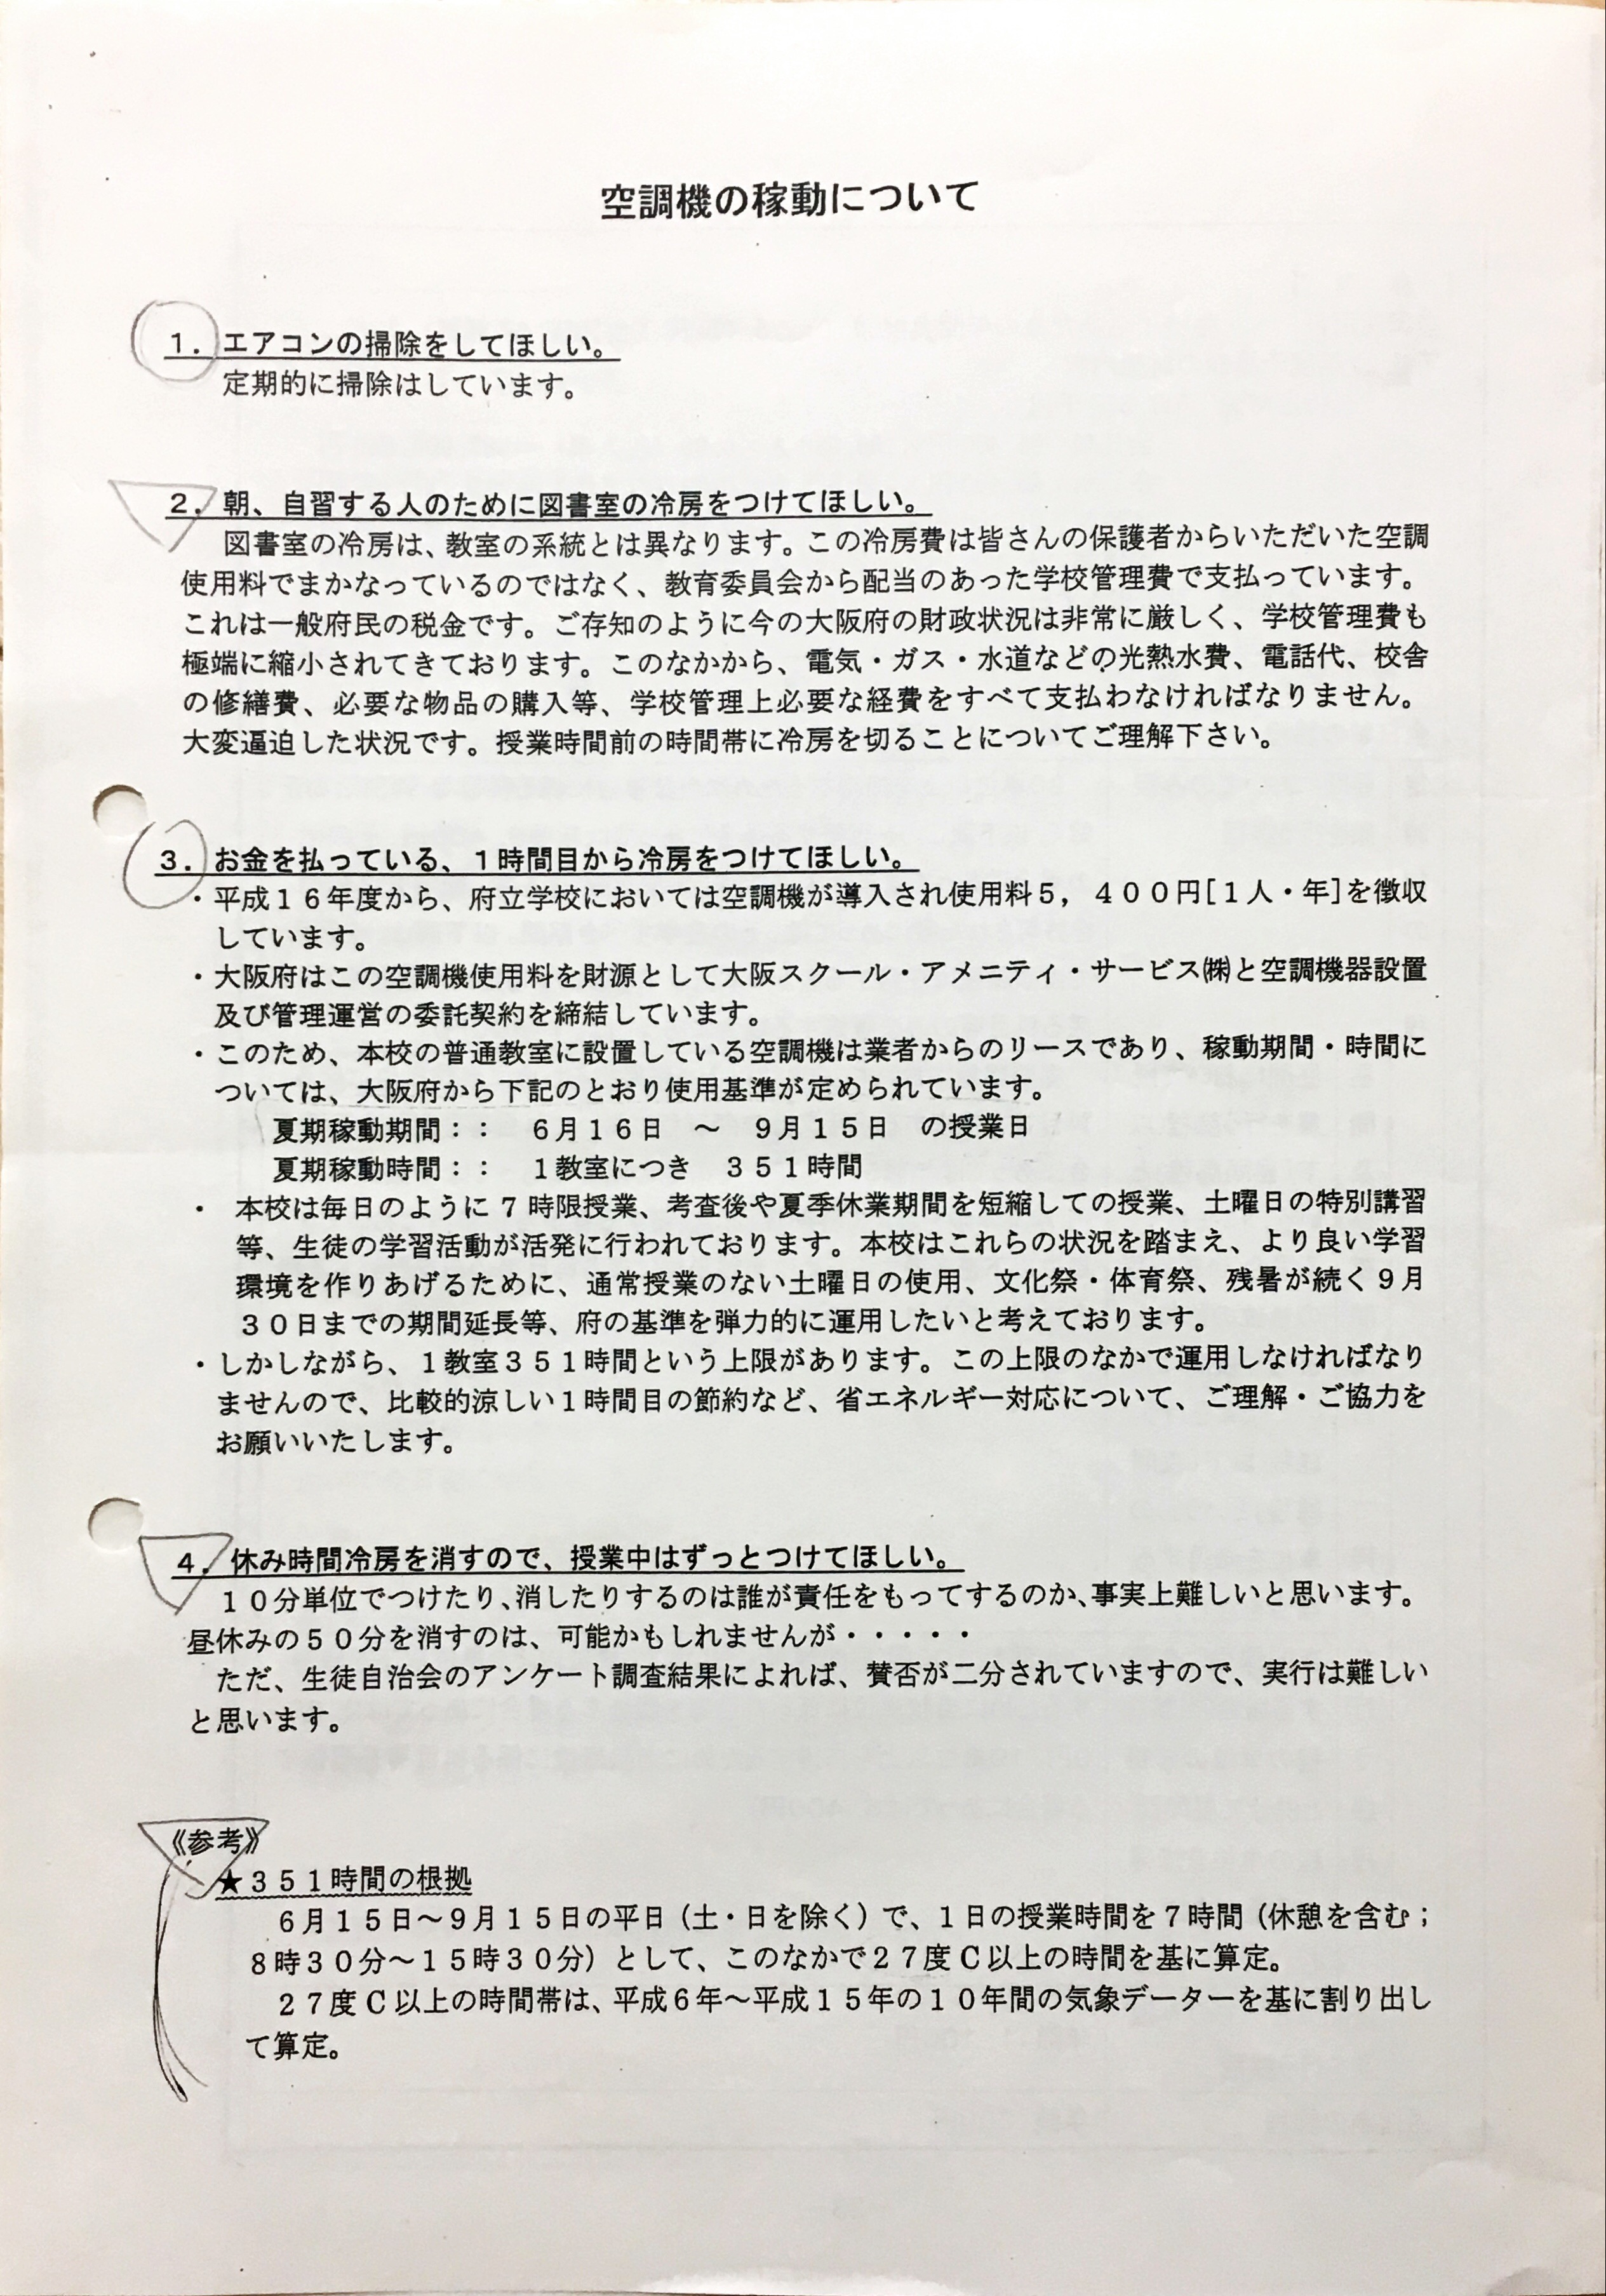 空調機の稼動について
１．エアコンの掃除をしてほしい。
定期的に掃除はしています。
２．朝、自習する人のために図書室の冷房をつけてほしい。
図書室の冷房は、教室の系統とは異なります。この冷房費は皆さんの保護者からいただいた空調
使用料でまかなっているのではなく、教育委員会から配当のあった学校管理費で支払っています。
これは一般府民の税金です。ご存知のように今の大阪府の財政状況は非常に厳しく、学校管理費も
極端に縮小されてきております。このなかから、電気・ガス・水道などの光熱水費、電話代、校舎
の修繕費、必要な物品の購入等、学校管理上必要な経費をすべて支払わなければなりません。
大変逼迫した状況です。授業時間前の時間帯に冷房を切ることについてご理解下さい。
３．お金を払っている、１時間目から冷房をつけてほしい。
・平成１６年度から、府立学校においては空調機が導入され使用料５，４００円[１人・年]を徴収
しています。
・大阪府はこの空調機使用料を財源として大阪スクール・アメニティ・サービス㈱と空調機器設置
及び管理運営の委託契約を締結しています。
・このため、本校の普通教室に設置している空調機は業者からのリースであり、稼動期間・時間に
ついては、大阪府から下記のとおり使用基準が定められています。
夏期稼動期間：：　６月１６日　～　９月１５日　の授業日
夏期稼動時間：：　１教室につき　３５１時間
・　本校は毎日のように７時限授業、考査後や夏季休業期間を短縮しての授業、土曜日の特別講習
等、生徒の学習活動が活発に行われております。本校はこれらの状況を踏まえ、より良い学習
環境を作りあげるために、通常授業のない土曜日の使用、文化祭・体育祭、残暑が続く９月
３０日までの期間延長等、府の基準を弾力的に運用したいと考えております。
・しかしながら、１教室３５１時間という上限があります。この上限のなかで運用しなければなり
ませんので、比較的涼しい１時間目の節約など、省エネルギー対応について、ご理解・ご協力を
お願いいたします。
４．休み時間冷房を消すので、授業中はずっとつけてほしい。
１０分単位でつけたり、消したりするのは誰が責任をもってするのか、事実上難しいと思います。
昼休みの５０分を消すのは、可能かもしれませんが・・・・・
ただ、生徒自治会のアンケート調査結果によれば、賛否が二分されていますので、実行は難しい
と思います。
《参考》
★３５１時間の根拠
６月１５日～９月１５日の平日（土・日を除く）で、１日の授業時間を７時間（休憩を含む；
８時３０分～１５時３０分）として、このなかで２７度Ｃ以上の時間を基に算定。
２７度Ｃ以上の時間帯は、平成６年～平成１５年の１０年間の気象データーを基に割り出し
て算定。